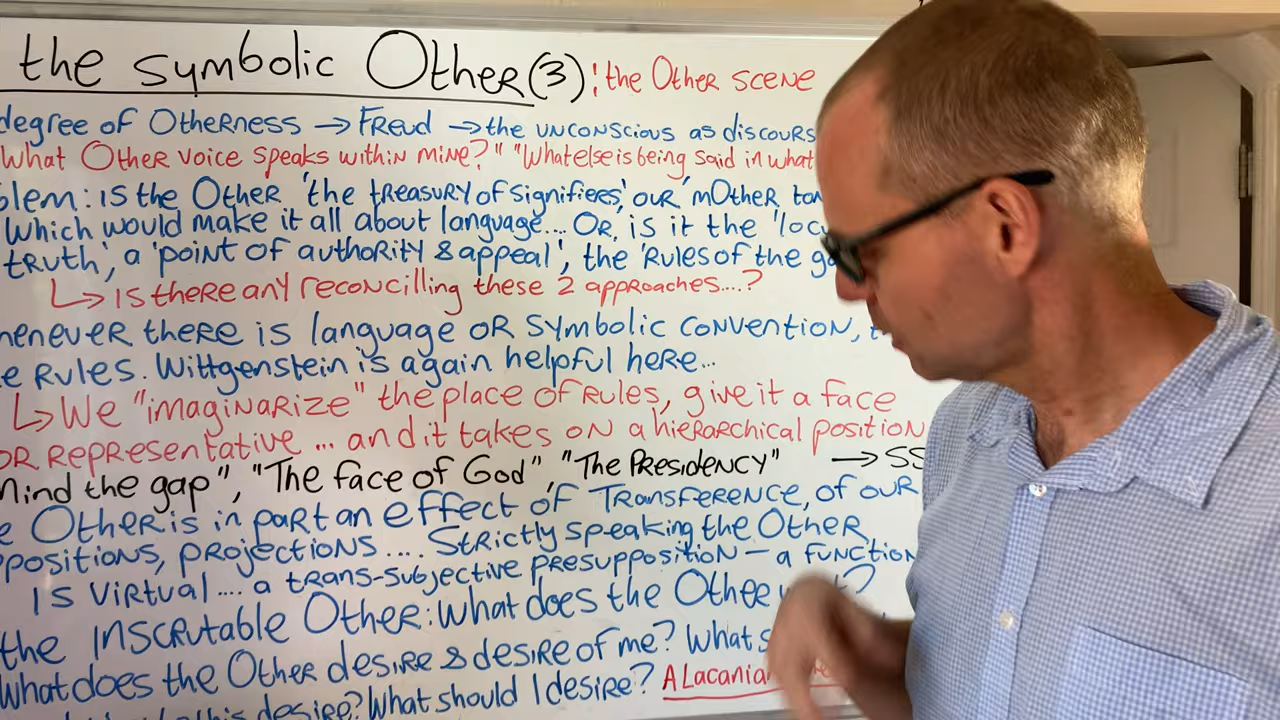 the symbolic Other (3): the Other scene
degree of Otherness → Freud → the unconscious as discours
"What Other voice speaks within mine?" "What else is being said in what
blem: is the Other 'the treasury of signifiers', our 'mOther ton
which would make it all about language.... Or, is it the 'locu
truth', a 'point of authority & appeal', the 'Rules of the ga
↳ is there any reconcilling these 2 approaches....?
henever there is language or symbolic convention, t
e rules. Wittgenstein is again helpful here...
↳ We "imaginarize" the place of rules, give it a face
or representative ... and it takes on a hierarchical position
Mind the gap", "The face of God", "The Presidency" → SS
e Other is in part an effect of Transference, of our
ppositions, projections .... Strictly speaking the Other
is virtual .... a trans-subjective presupposition – a function
the inscrutable Other: What does the Other ?
What does the Other desire & desire of me? What s
this desire? What should I desire? A Lacanian